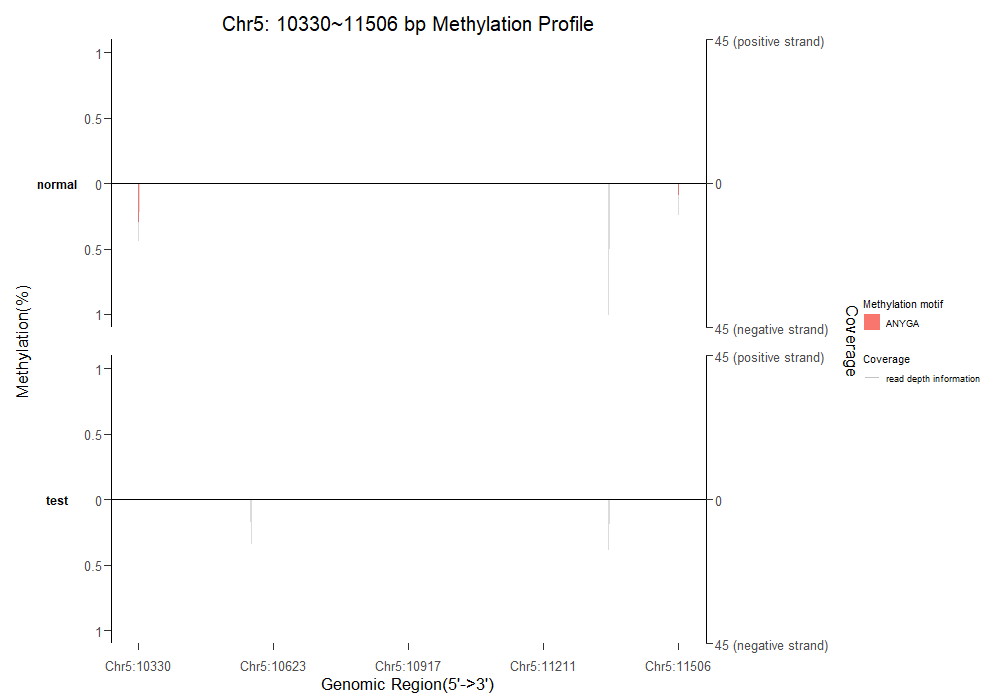 Chr5: 10330~11506 bp Methylation Profile
Methylation(%)
normal
1
0.5
0
0.5
1
45 (positive strand)
0
45 (negative strand)
test
1
0.5
0
0.5
1
45 (positive strand)
0
45 (negative strand)
Coverage
Chr5:10330
Chr5:10623
Chr5:10917
Chr5:11211
Chr5:11506
Genomic Region(5'->3')
Methylation motif
ANYGA
Coverage
read depth information